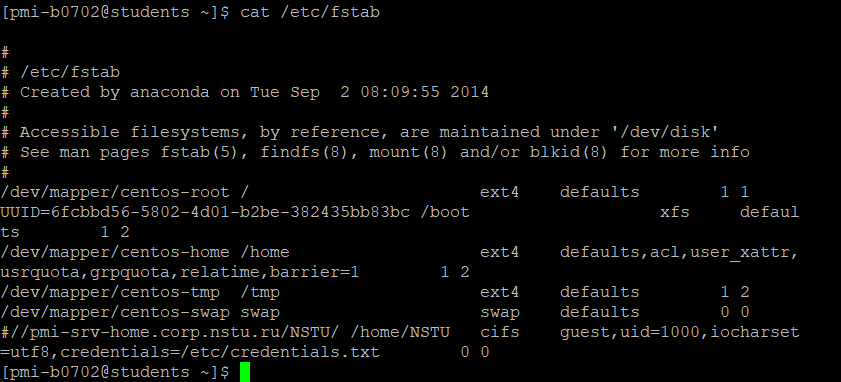 [pmi-b0702@students ~]$ cat /etc/fstab
#
# /etc/fstab
# Created by anaconda on Tue Sep  2 08:09:55 2014
#
# Accessible filesystems, by reference, are maintained under '/dev/disk'
# See man pages fstab(5), findfs(8), mount(8) and/or blkid(8) for more info
#
/dev/mapper/centos-root /                       ext4    defaults        1 1
UUID=6fcbbd56-5802-4d01-b2be-382435bb83bc /boot                   xfs     defaul
ts        1 2
/dev/mapper/centos-home /home                   ext4    defaults,acl,user_xattr,
usrquota,grpquota,relatime,barrier=1        1 2
/dev/mapper/centos-tmp  /tmp                    ext4    defaults        1 2
/dev/mapper/centos-swap swap                    swap    defaults        0 0
#//pmi-srv-home.corp.nstu.ru/NSTU/ /home/NSTU   cifs    guest,uid=1000,iocharset
=utf8,credentials=/etc/credentials.txt        0 0
[pmi-b0702@students ~]$